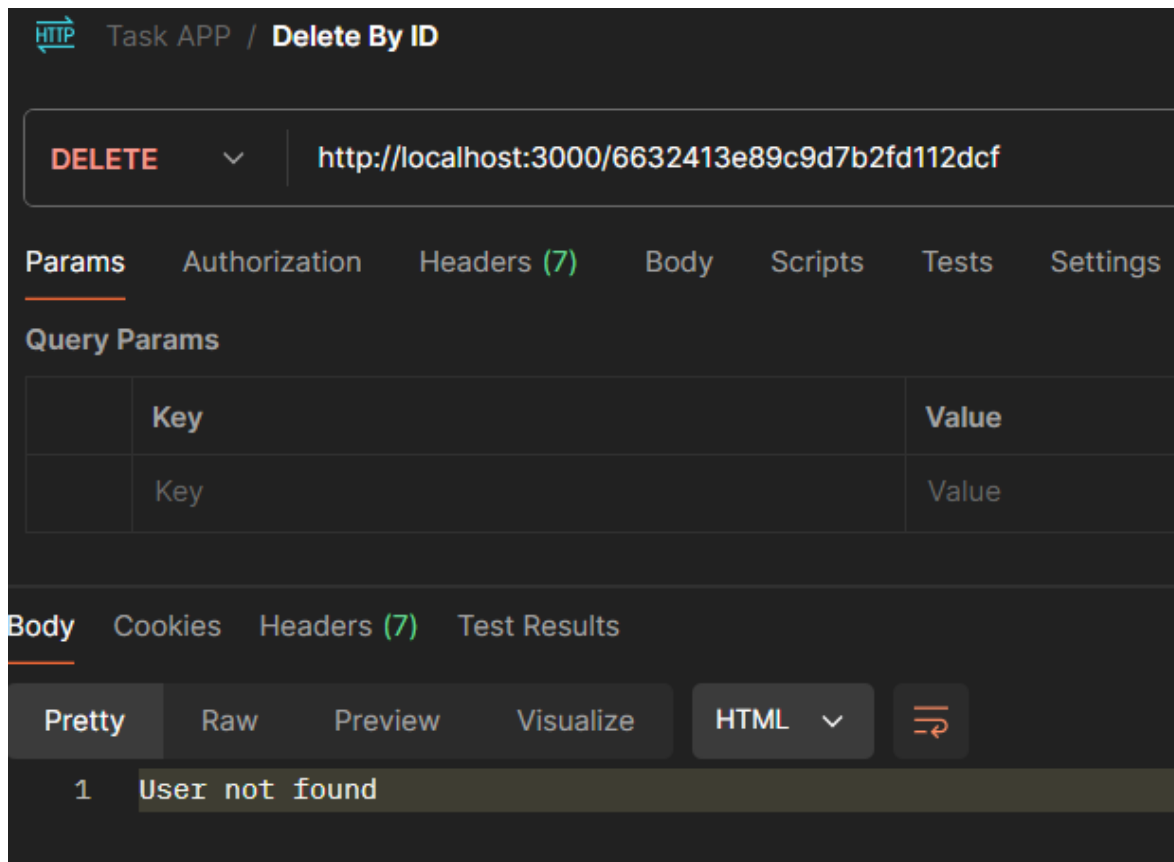 HTTP Task APP / Delete By ID
DELETE http://localhost:3000/6632413e89c9d7b2fd112dcf
Params Authorization Headers (7) Body Scripts Tests Settings
Query Params
Key Value
Key Value
Body Cookies Headers (7) Test Results
Pretty Raw Preview Visualize HTML
1 User not found